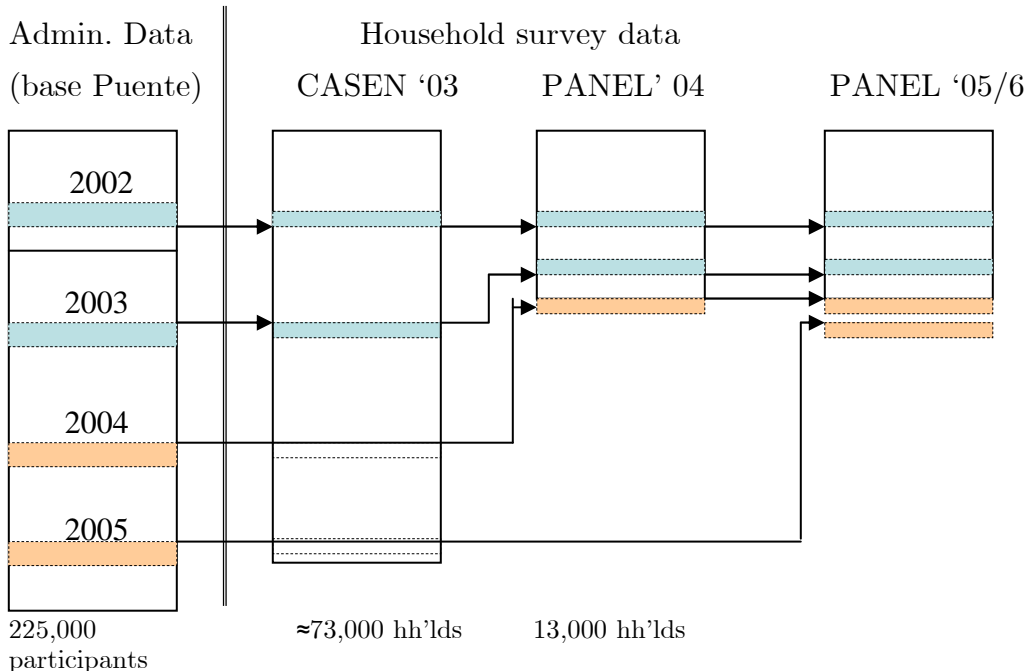 Admin. Data
(base Puente)
Household survey data
CASEN ‘03
PANEL’ 04
PANEL ‘05/6
2002
2003
2004
2005
225,000
participants
≈73,000 hh'lds
13,000 hh'lds